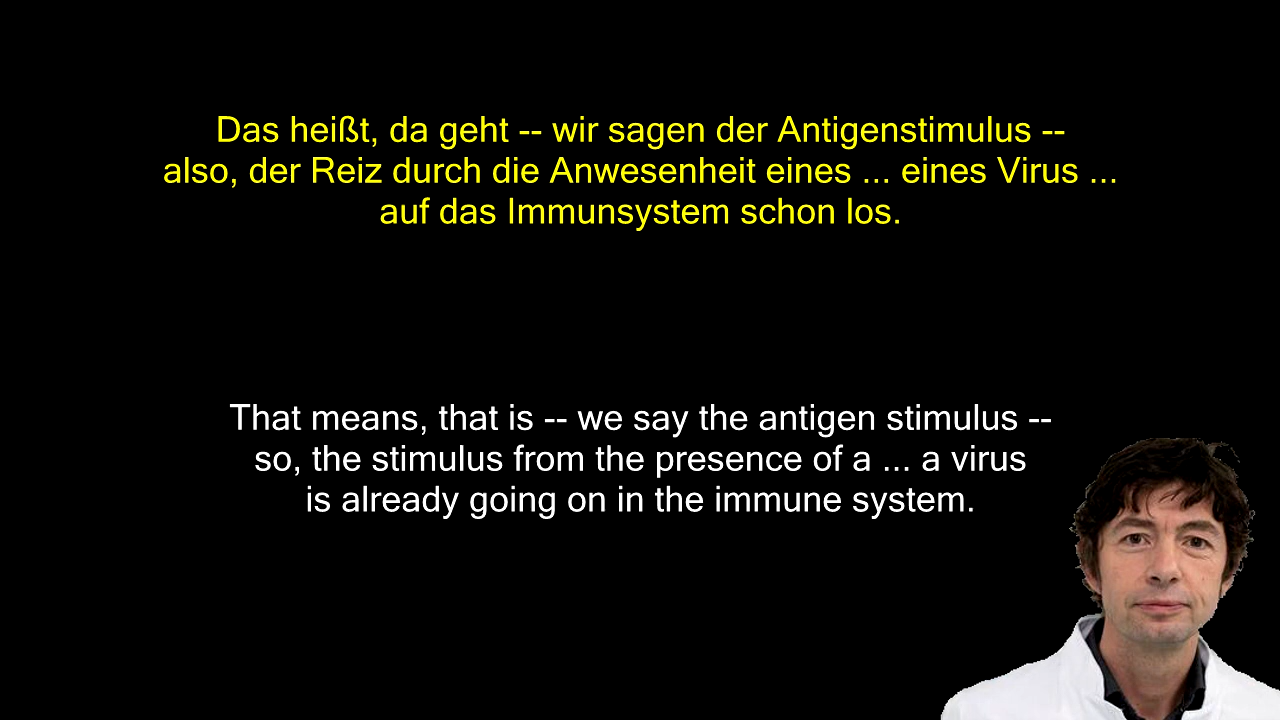 Das heißt, da geht -- wir sagen der Antigenstimulus --
also, der Reiz durch die Anwesenheit eines ... eines Virus ...
auf das Immunsystem schon los.
That means, that is -- we say the antigen stimulus --
so, the stimulus from the presence of a ... a virus
is already going on in the immune system.